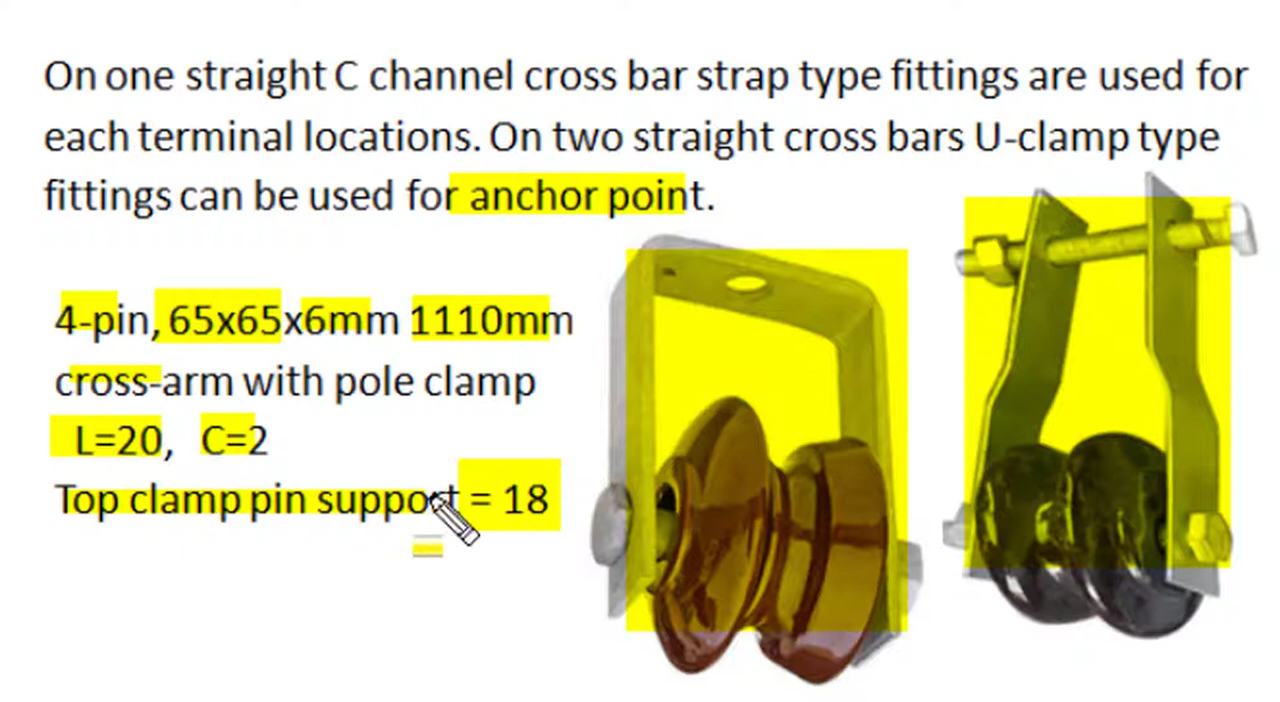 On one straight C channel cross bar strap type fittings are used for
each terminal locations. On two straight cross bars U-clamp type
fittings can be used for anchor point.
4-pin, 65x65x6mm 1110mm
cross-arm with pole clamp
L=20, C=2
Top clamp pin support = 18